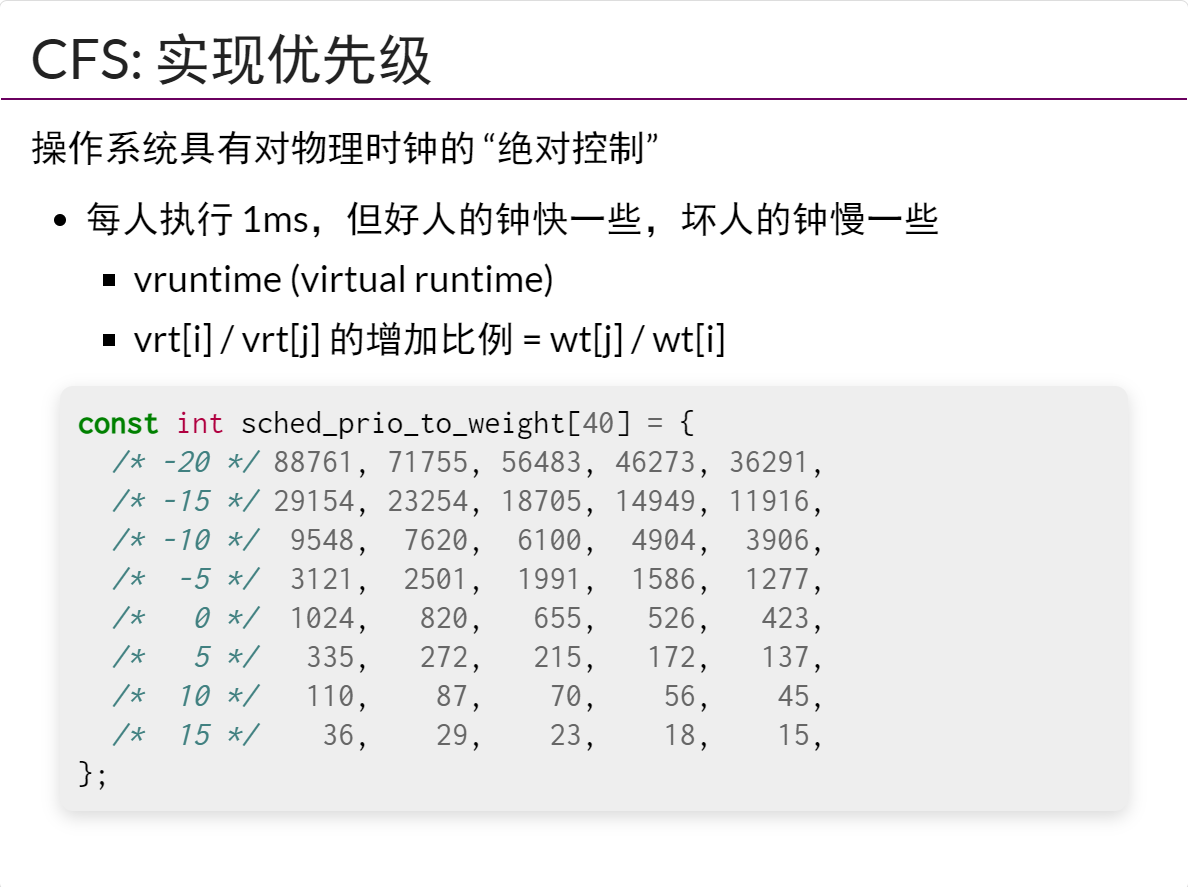 CFS: 实现优先级
操作系统具有对物理时钟的 “绝对控制”
每人执行 1ms，但好人的钟快一些，坏人的钟慢一些
vruntime (virtual runtime)
vrt[i] / vrt[j] 的增加比例 = wt[j] / wt[i]
const int sched_prio_to_weight[40] = {
/* -20 */ 88761, 71755, 56483, 46273, 36291,
/* -15 */ 29154, 23254, 18705, 14949, 11916,
/* -10 */ 9548, 7620, 6100, 4904, 3906,
/* -5 */ 3121, 2501, 1991, 1586, 1277,
/* 0 */ 1024, 820, 655, 526, 423,
/* 5 */ 335, 272, 215, 172, 137,
/* 10 */ 110, 87, 70, 56, 45,
/* 15 */ 36, 29, 23, 18, 15,
};